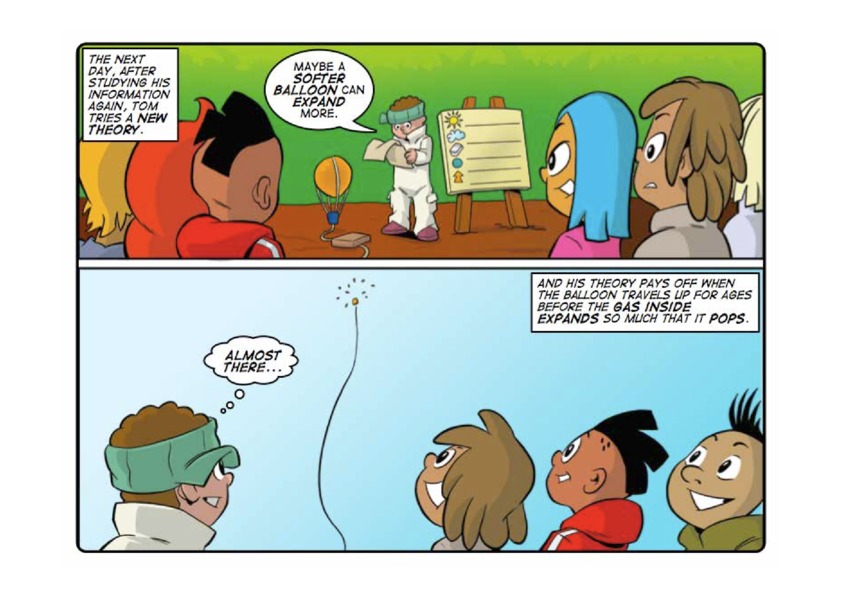 THE NEXT
DAY, AFTER
STUDYING HIS
INFORMATION
AGAIN, TOM
TRIES A NEW
THEORY.
MAYBE A
SOFTER
BALLOON CAN
EXPAND
MORE.
AND HIS THEORY PAYS OFF WHEN
THE BALLOON TRAVELS UP FOR AGES
BEFORE THE GAS INSIDE
EXPANDS SO MUCH THAT IT POPS.
ALMOST
THERE...